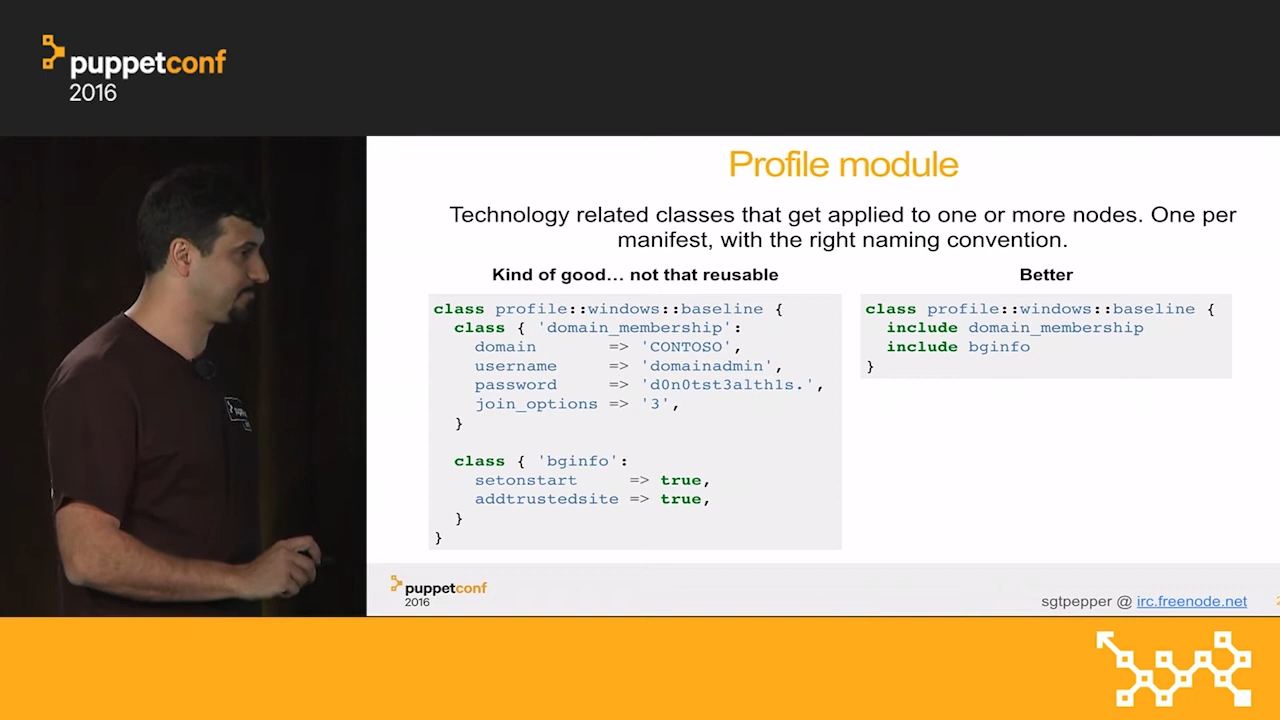 puppetconf
2016
Profile module
Technology related classes that get applied to one or more nodes. One per
manifest, with the right naming convention.
Kind of good… not that reusable
class profile::windows::baseline {
  class { 'domain_membership':
    domain       => 'CONTOSO',
    username     => 'domainadmin',
    password     => 'd0n0tst3alth1s.',
    join_options => '3',
  }

  class { 'bginfo':
    setonstart     => true,
    addtrustedsite => true,
  }
}
Better
class profile::windows::baseline {
  include domain_membership
  include bginfo
}
puppetconf
2016
sgtpepper @ irc.freenode.net